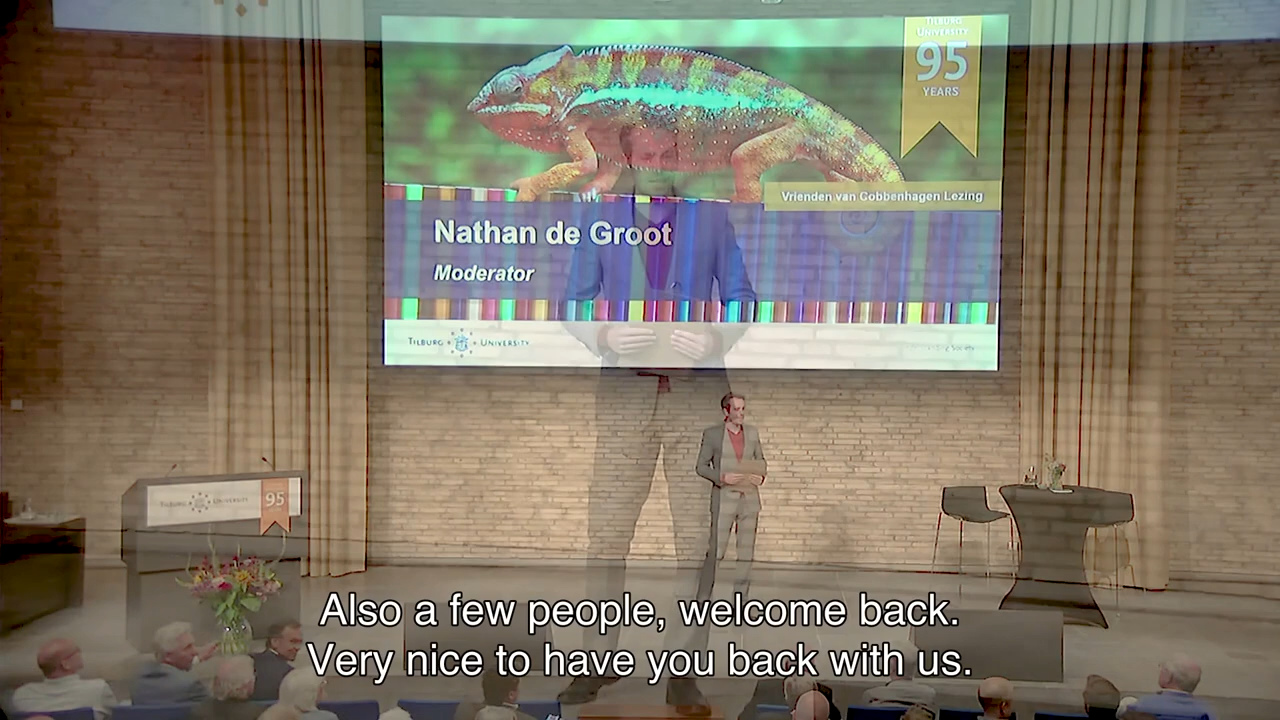 TILBURG
UNIVERSITY
95
YEARS
Vrienden van Cobbenhagen Lezing
Nathan de Groot
Moderator
TILBURG UNIVERSITY
TILBURG UNIVERSITY
95
Also a few people, welcome back.
Very nice to have you back with us.